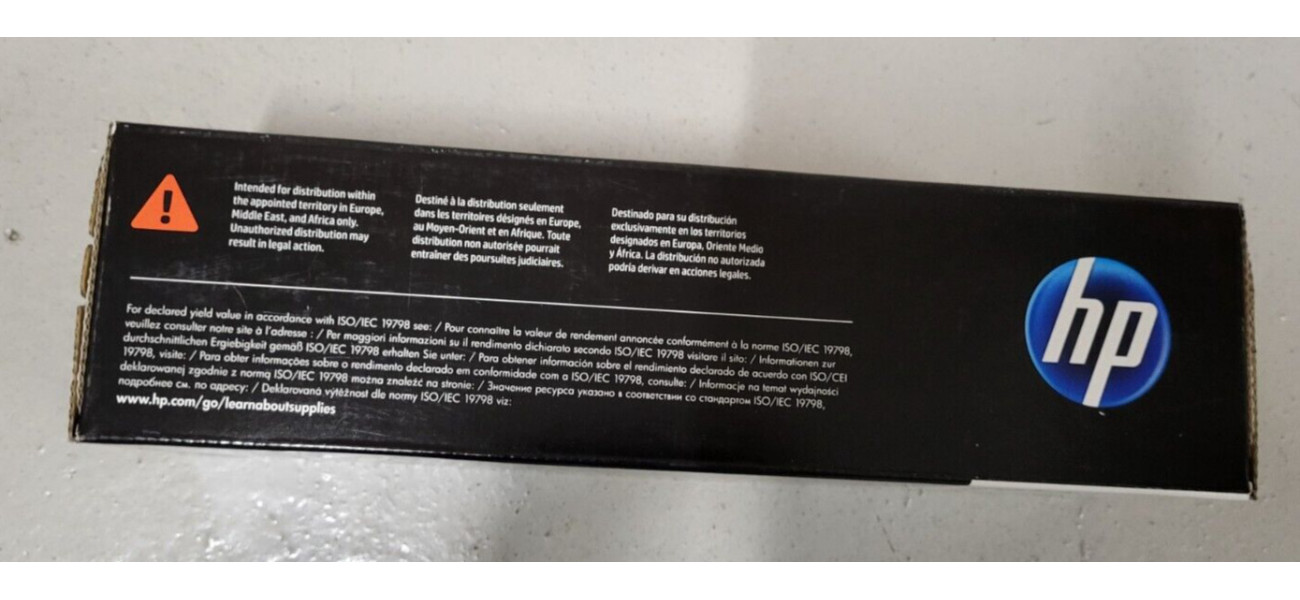 Intended for distribution within
the appointed territory in Europe,
Middle East, and Africa only.
Unauthorized distribution may
result in legal action.
Destiné à la distribution seulement
dans les territoires désignés en Europe,
au Moyen-Orient et en Afrique. Toute
distribution non autorisée pourrait
entraîner des poursuites judiciaires.
Destinado para su distribución
exclusivamente en los territorios
designados en Europa, Oriente Medio
y África. La distribución no autorizada
podría derivar en acciones legales.
For declared yield value in accordance with ISO/IEC 19798 see: / Pour connaître la valeur de rendement annoncée conformément à la norme ISO/IEC 19798,
veuillez consulter notre site à l'adresse : / Per maggiori informazioni su il rendimento dichiarato secondo ISO/IEC 19798 visitare il sito: / Informationen zur
durchschnittlichen Ergiebigkeit gemäß ISO/IEC 19798 erhalten Sie unter: / Para obtener información sobre el rendimiento declarado de acuerdo con ISO/CEI
19798, visite: / Para obter informações sobre o rendimento declarado em conformidade com a ISO/IEC 19798, consulte: / Informacje na temat wydajności
deklarowanej zgodnie z normą ISO/IEC 19798 można znaleźć na stronie: / Значение ресурса указано в соответствии со стандартом ISO/IEC 19798,
подробнее см. по адресу: / Deklarovaná výtěžnost dle normy ISO/IEC 19798 viz:
www.hp.com/go/learnaboutsupplies
hp